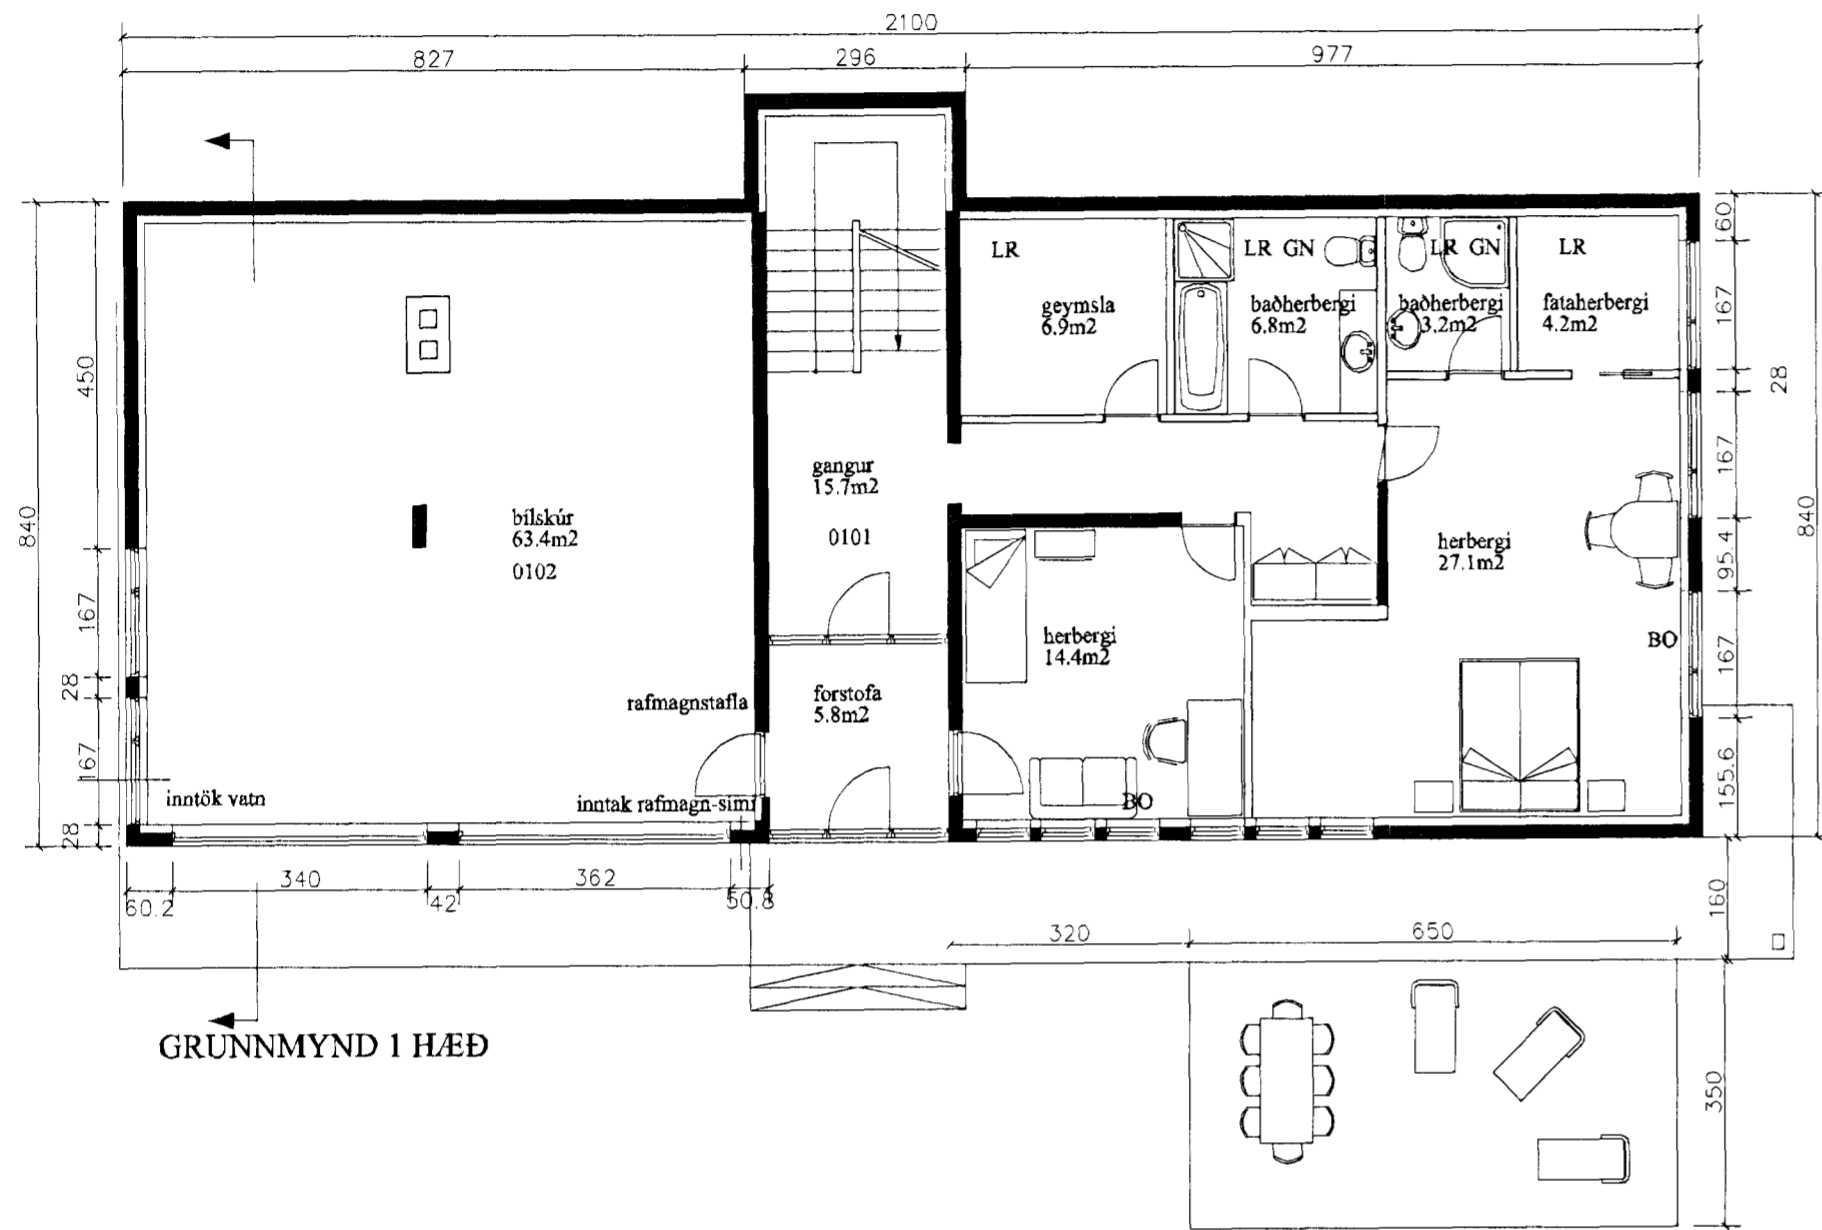 2100
827
296
977
840
450
167
28
167
28
60
167
28
167
95.4
167
155.6
840
160
350
LR
geymsla
6.9m2
LR GN
baðherbergi
6.8m2
LR GN
baðherbergi
3.2m2
LR
fataherbergi
4.2m2
gangur
15.7m2
0101
bílskúr
63.4m2
0102
herbergi
27.1m2
BO
herbergi
14.4m2
BO
forstofa
5.8m2
rafmagnstafla
inntök vatn
inntak rafmagn-sími
60.2
340
42
362
50.8
320
650
GRUNNMYND 1 HÆÐ